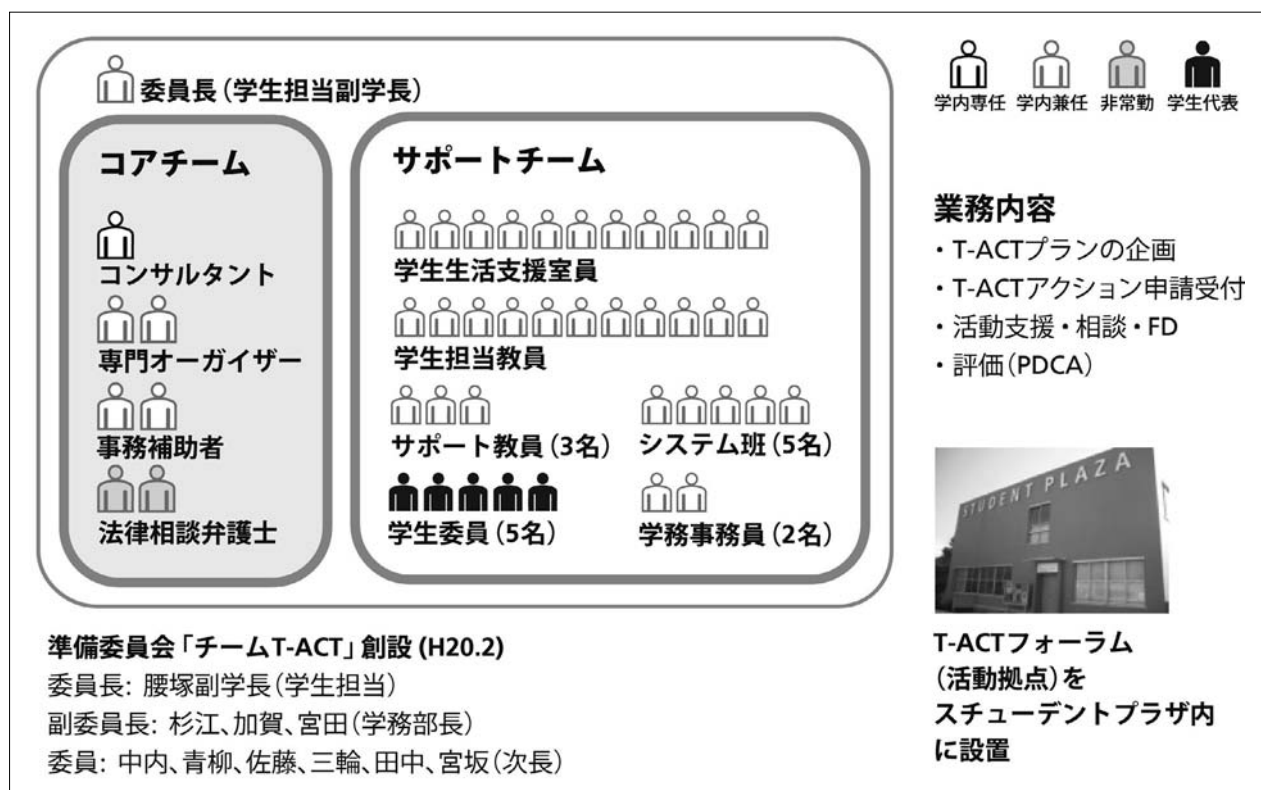 委員長（学生担当副学長）
コアチーム
コンサルタント
専門オーガイザー
事務補助者
法律相談弁護士
サポートチーム
学生生活支援室員
学生担当教員
サポート教員（3名）
システム班（5名）
学生委員（5名）
学務事務員（2名）
学内専任 学内兼任 非常勤 学生代表
業務内容
・T-ACTプランの企画
・T-ACTアクション申請受付
・活動支援・相談・FD
・評価（PDCA）
STUDENT PLAZA
T-ACTフォーラム
（活動拠点）を
スチューデントプラザ内
に設置
準備委員会「チームT-ACT」創設 (H20.2)
委員長: 腰塚副学長（学生担当）
副委員長: 杉江、加賀、宮田（学務部長）
委員: 中内、青柳、佐藤、三輪、田中、宮坂（次長）